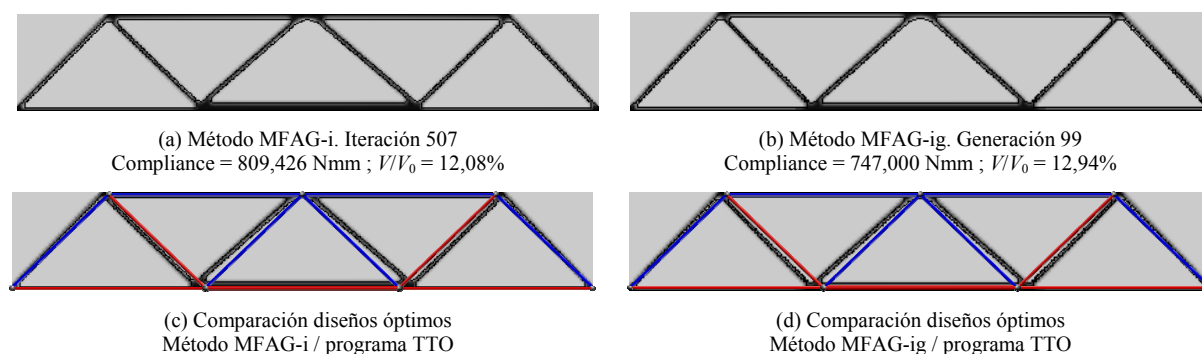 (a) Método MFAG-i. Iteración 507
Compliance = 809,426 Nmm ; V/V₀ = 12,08%
(b) Método MFAG-ig. Generación 99
Compliance = 747,000 Nmm ; V/V₀ = 12,94%
(c) Comparación diseños óptimos
Método MFAG-i / programa TTO
(d) Comparación diseños óptimos
Método MFAG-ig / programa TTO